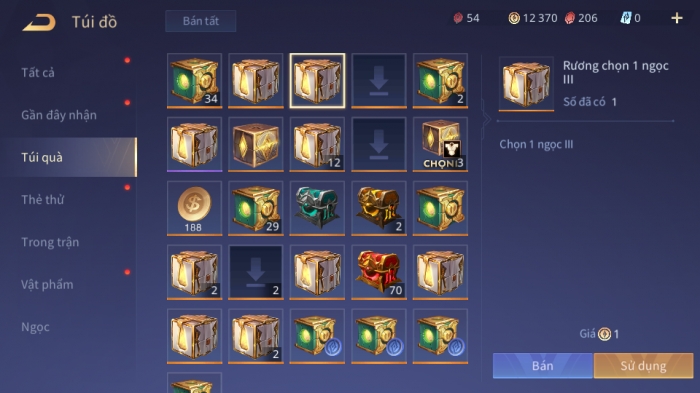 Túi đồ
Bán tất
54
12 370
206
0
Tất cả
Gần đây nhận
Túi quà
Thẻ thử
Trong trận
Vật phẩm
Ngọc
34
2
12
CHỌN
3
188
29
2
2
2
70
2
Rương chọn 1 ngọc
III
Số đã có 1
Chọn 1 ngọc III
Giá 1
Bán
Sử dụng